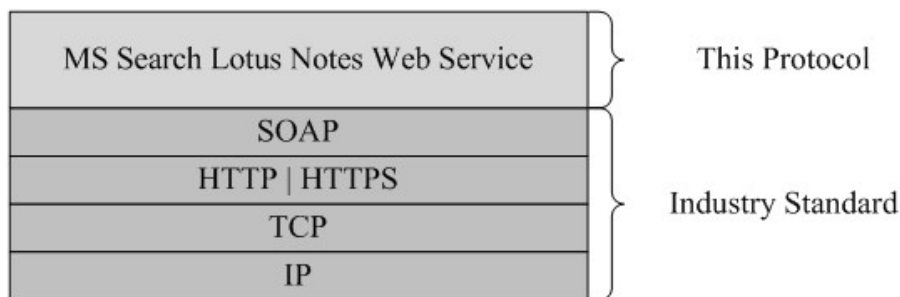 MS Search Lotus Notes Web Service
This Protocol
SOAP
HTTP | HTTPS
TCP
IP
Industry Standard